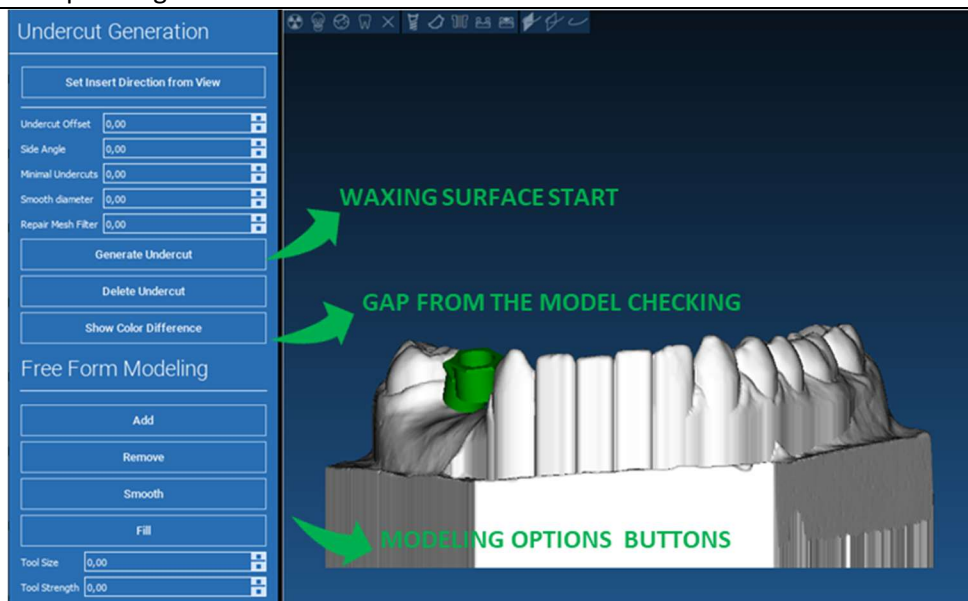 Undercut Generation
Set Insert Direction from View
Undercut Offset 0,00
Side Angle 0,00
Minimal Undercuts 0,00
Smooth diameter 0,00
Repair Mesh Filter 0,00
Generate Undercut
Delete Undercut
Show Color Difference
Free Form Modeling
Add
Remove
Smooth
Fill
Tool Size 0,00
Tool Strength 0,00
WAXING SURFACE START
GAP FROM THE MODEL CHECKING
MODELING OPTIONS BUTTONS